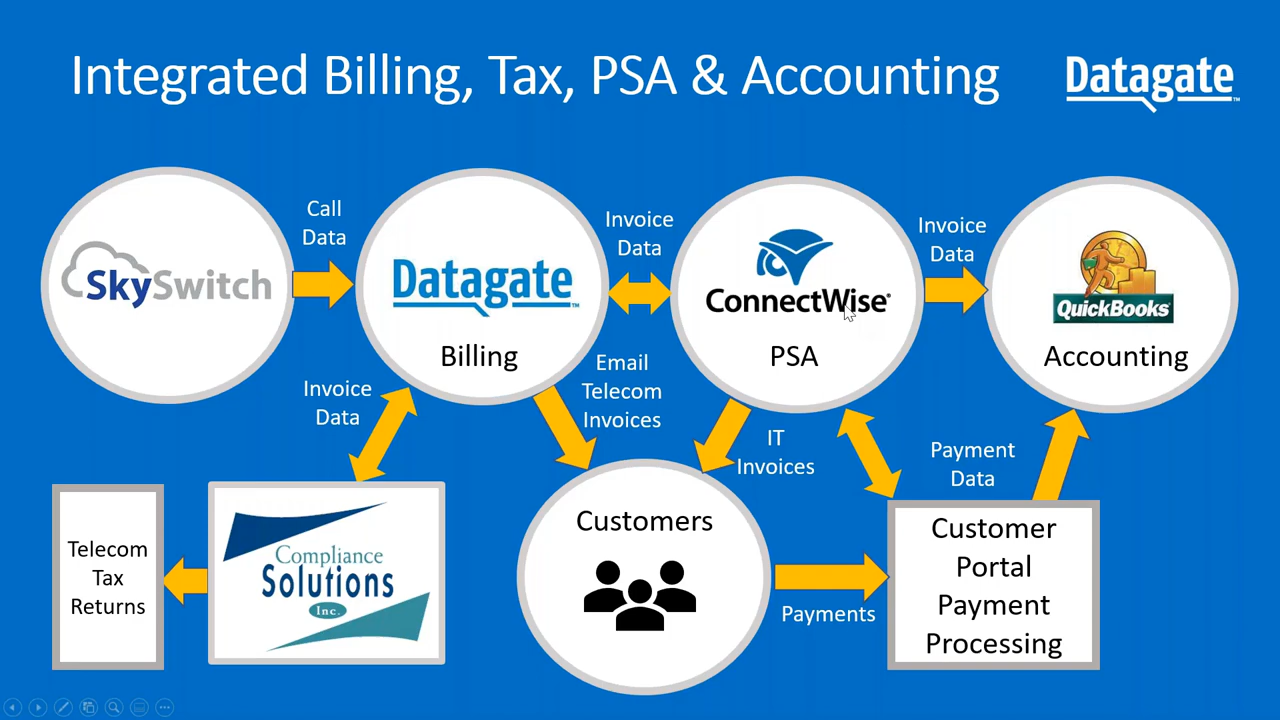 Integrated Billing, Tax, PSA & Accounting
Datagate™
SkySwitch
Call
Data
Datagate™
Billing
Invoice
Data
ConnectWise®
PSA
Invoice
Data
QuickBooks
Accounting
Invoice
Data
Email
Telecom
Invoices
IT
Invoices
Payment
Data
Telecom
Tax
Returns
Compliance
Solutions
Inc.
Customers
Payments
Customer
Portal
Payment
Processing